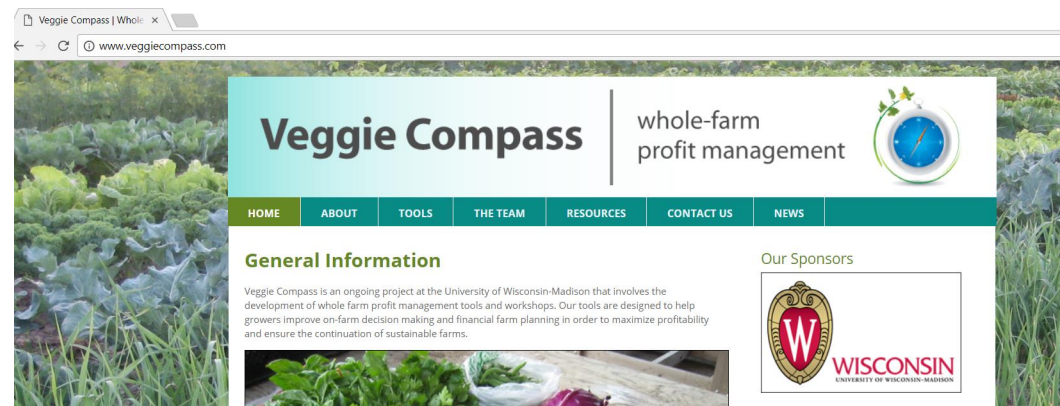 Veggie Compass | Whole
www.veggiecompass.com
Veggie Compass
whole-farm
profit management
HOME ABOUT TOOLS THE TEAM RESOURCES CONTACT US NEWS
General Information
Veggie Compass is an ongoing project at the University of Wisconsin-Madison that involves the
development of whole farm profit management tools and workshops. Our tools are designed to help
growers improve on-farm decision making and financial farm planning in order to maximize profitability
and ensure the continuation of sustainable farms.
Our Sponsors
W
WISCONSIN
UNIVERSITY OF WISCONSIN-MADISON